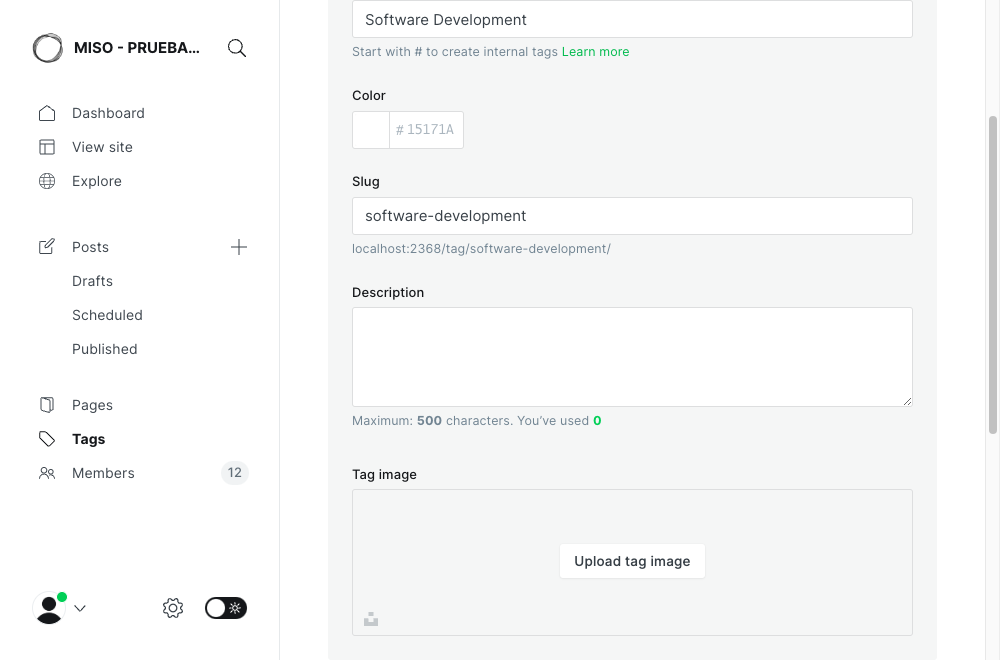 MISO - PRUEBA...
Dashboard
View site
Explore
Posts
Drafts
Scheduled
Published
Pages
Tags
Members
12
Software Development
Start with # to create internal tags Learn more
Color
# 15171A
Slug
software-development
localhost:2368/tag/software-development/
Description
Maximum: 500 characters. You’ve used 0
Tag image
Upload tag image